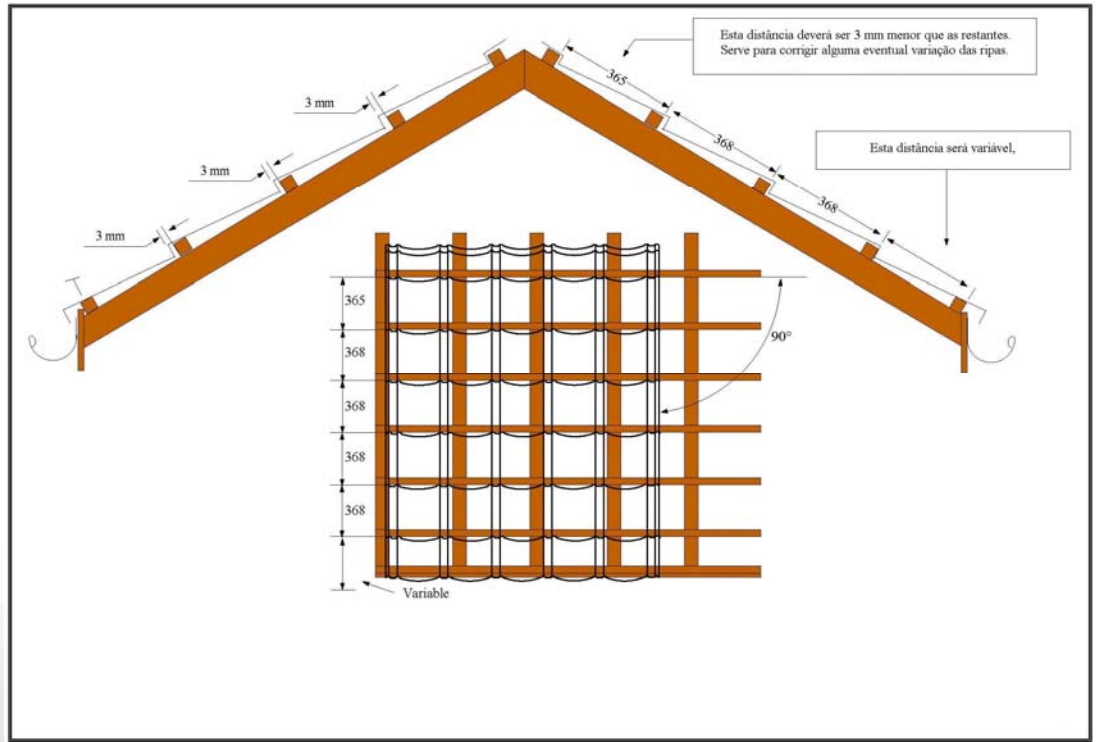 Esta distância deverá ser 3 mm menor que as restantes.
Serve para corrigir alguma eventual variação das ripas.
365
3 mm
368
Esta distância será variável,
3 mm
368
3 mm
365
90°
368
368
368
368
Variable